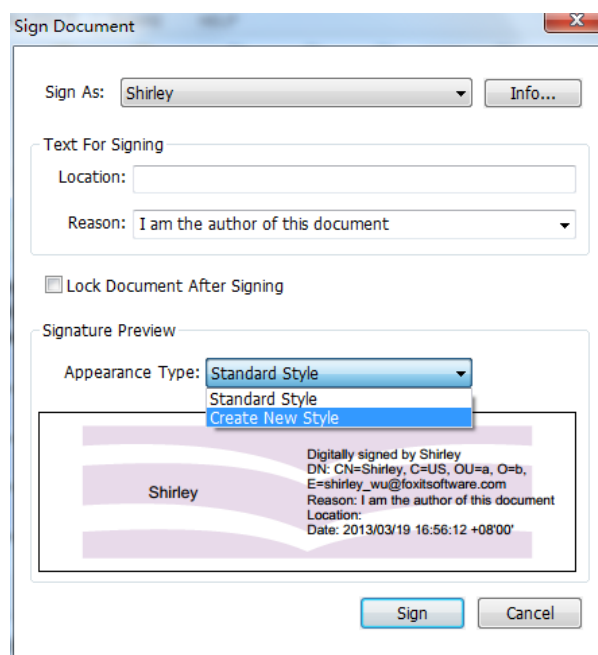 Sign Document
Sign As: Shirley Info...
Text For Signing
Location:
Reason: I am the author of this document
Lock Document After Signing
Signature Preview
Appearance Type: Standard Style
Standard Style
Create New Style
Shirley
Digitally signed by Shirley
DN: CN=Shirley, C=US, OU=a, O=b,
E=shirley_wu@foxitsoftware.com
Reason: I am the author of this document
Location:
Date: 2013/03/19 16:56:12 +08'00'
Sign Cancel